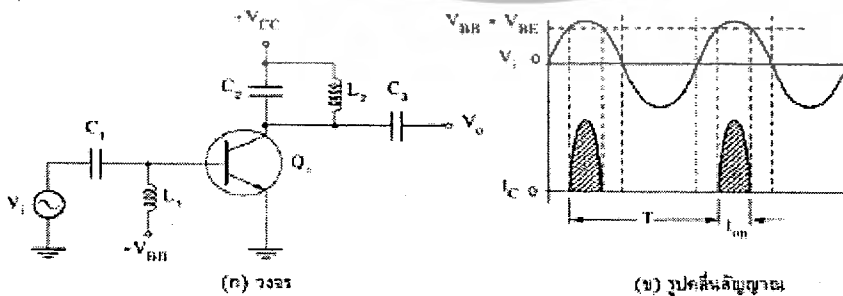 +V_CC
C_2
L_2
C_3
V_o
C_1
L_1
V_i
-V_BB
(ก) วงจร
V_BB + V_BE
V_i 0
I_C 0
T
t_on
(ข) รูปคลื่นสัญญาณ